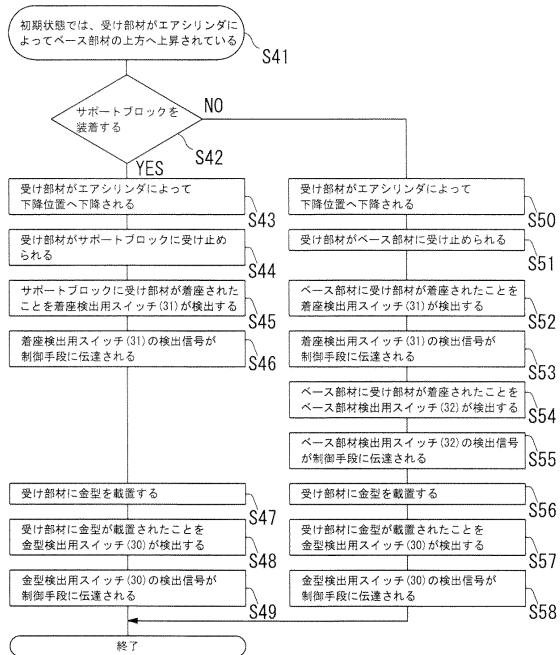 初期状態では、受け部材がエアシリンダに
よってベース部材の上方へ上昇されている
S41
サポートブロックを
装着する
NO
S42
YES
受け部材がエアシリンダによって
下降位置へ下降される
S43
受け部材がサポートブロックに受け止め
られる
S44
サポートブロックに受け部材が着座された
ことを着座検出用スイッチ(31)が検出する
S45
着座検出用スイッチ(31)の検出信号が
制御手段に伝達される
S46
受け部材に金型を載置する
S47
受け部材に金型が載置されたことを
金型検出用スイッチ(30)が検出する
S48
金型検出用スイッチ(30)の検出信号が
制御手段に伝達される
S49
受け部材がエアシリンダによって
下降位置へ下降される
S50
受け部材がベース部材に受け止められる
S51
ベース部材に受け部材が着座されたことを
着座検出用スイッチ(31)が検出する
S52
着座検出用スイッチ(31)の検出信号が
制御手段に伝達される
S53
ベース部材に受け部材が着座されたことを
ベース部材検出用スイッチ(32)が検出する
S54
ベース部材検出用スイッチ(32)の検出信号
が制御手段に伝達される
S55
受け部材に金型を載置する
S56
受け部材に金型が載置されたことを
金型検出用スイッチ(30)が検出する
S57
金型検出用スイッチ(30)の検出信号が
制御手段に伝達される
S58
終了